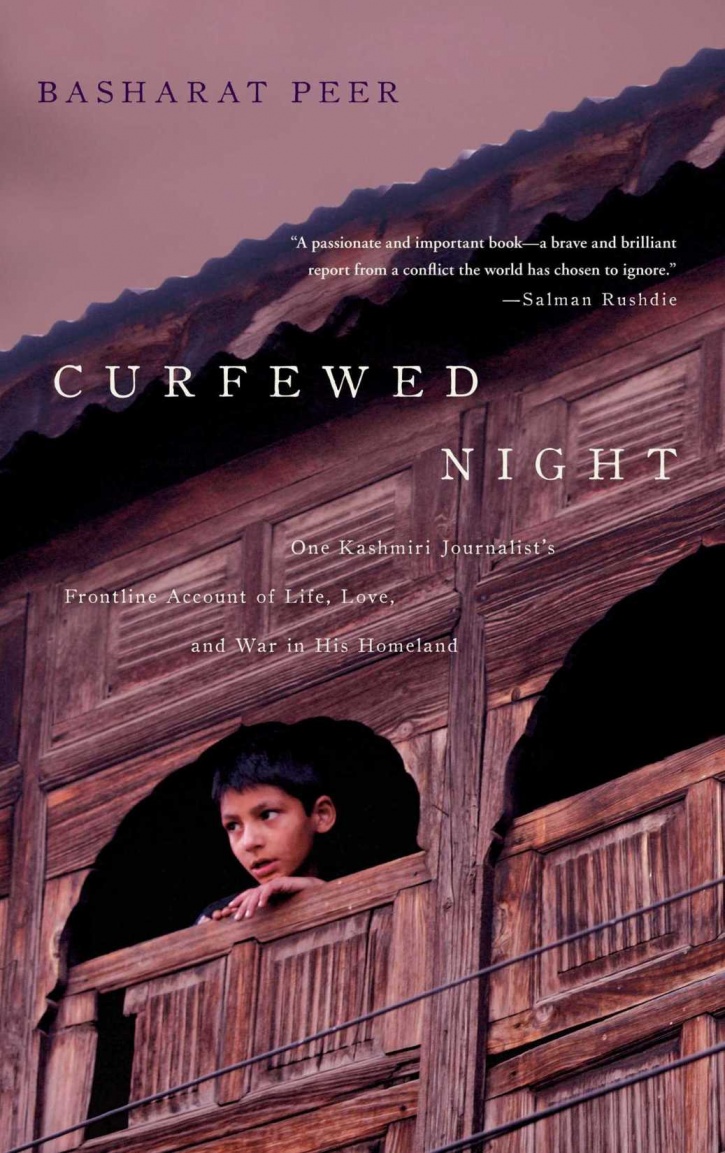 BASHARAT PEER
“A passionate and important book—a brave and brilliant
report from a conflict the world has chosen to ignore.”
—Salman Rushdie
CURFEWED
NIGHT
One Kashmiri Journalist’s
Frontline Account of Life, Love,
and War in His Homeland